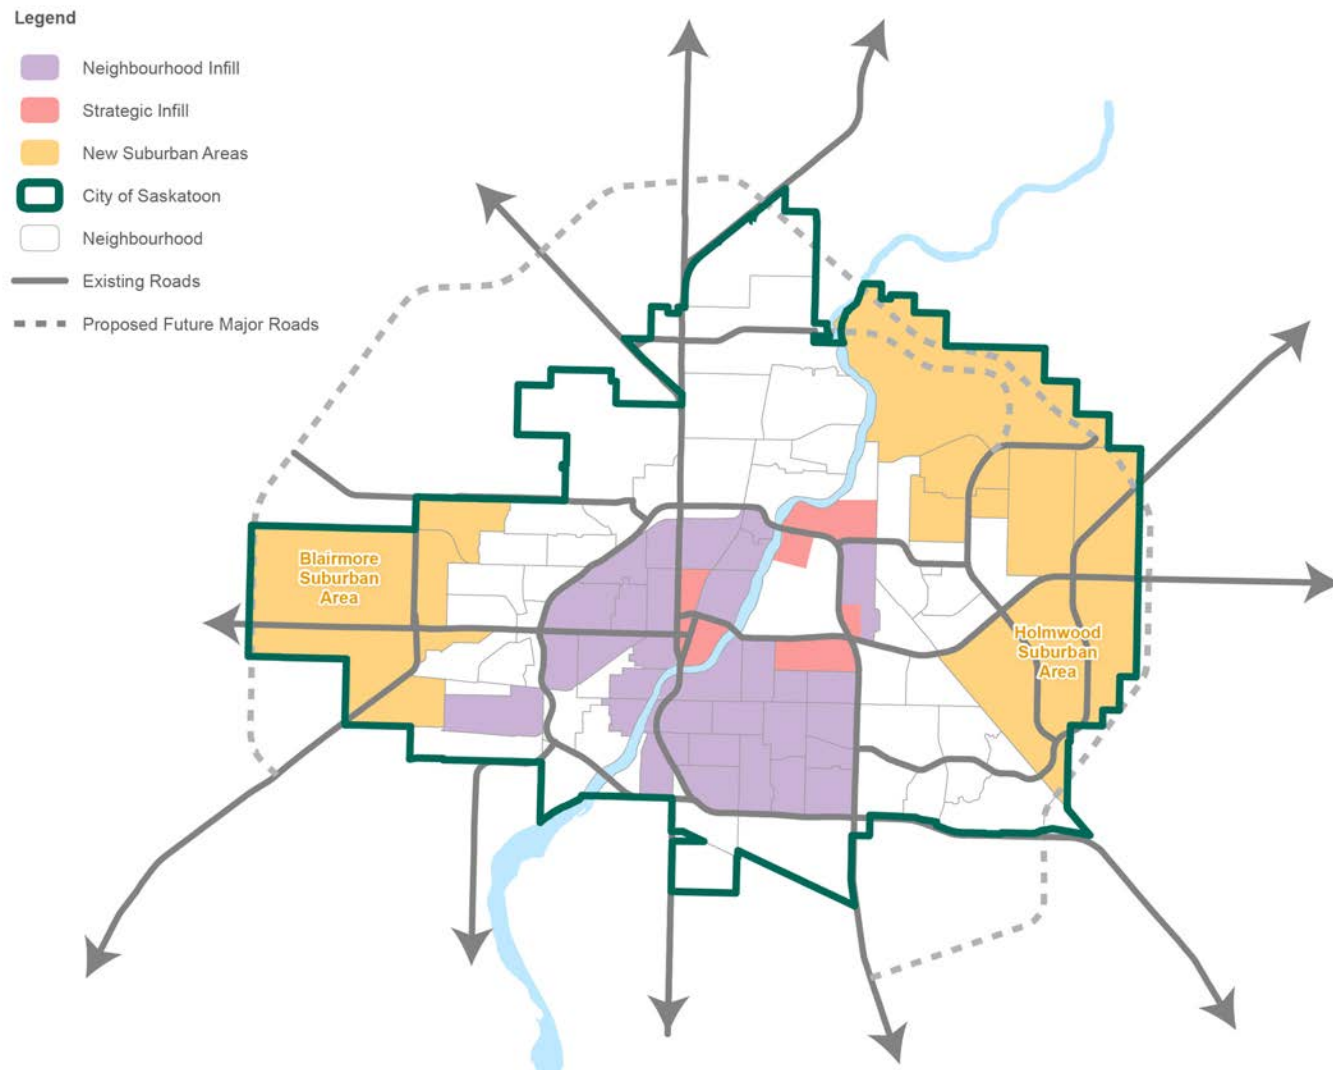 Legend
Neighbourhood Infill
Strategic Infill
New Suburban Areas
City of Saskatoon
Neighbourhood
Existing Roads
Proposed Future Major Roads
Blairmore
Suburban
Area
Holmwood
Suburban
Area